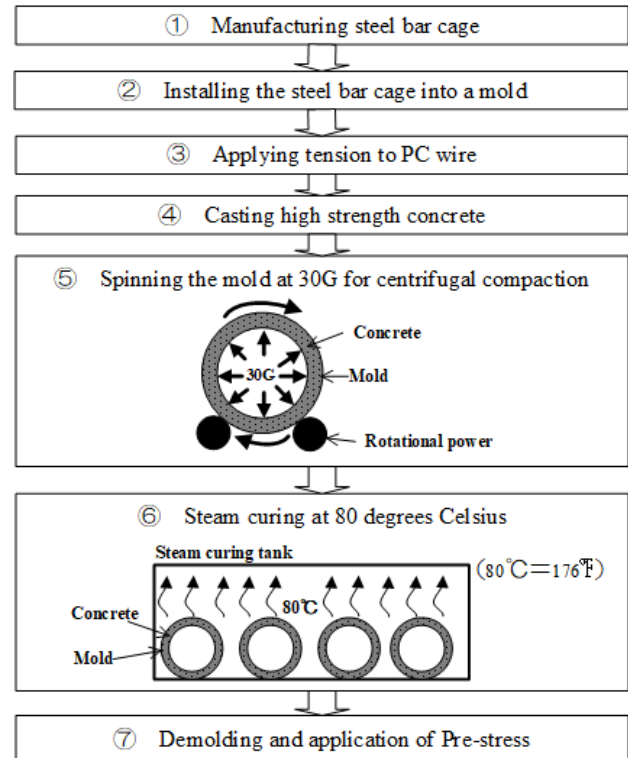 ① Manufacturing steel bar cage
② Installing the steel bar cage into a mold
③ Applying tension to PC wire
④ Casting high strength concrete
⑤ Spinning the mold at 30G for centrifugal compaction
Concrete
30G
Mold
Rotational power
⑥ Steam curing at 80 degrees Celsius
Steam curing tank
(80℃＝176℉)
80℃
Concrete
Mold
⑦ Demolding and application of Pre-stress